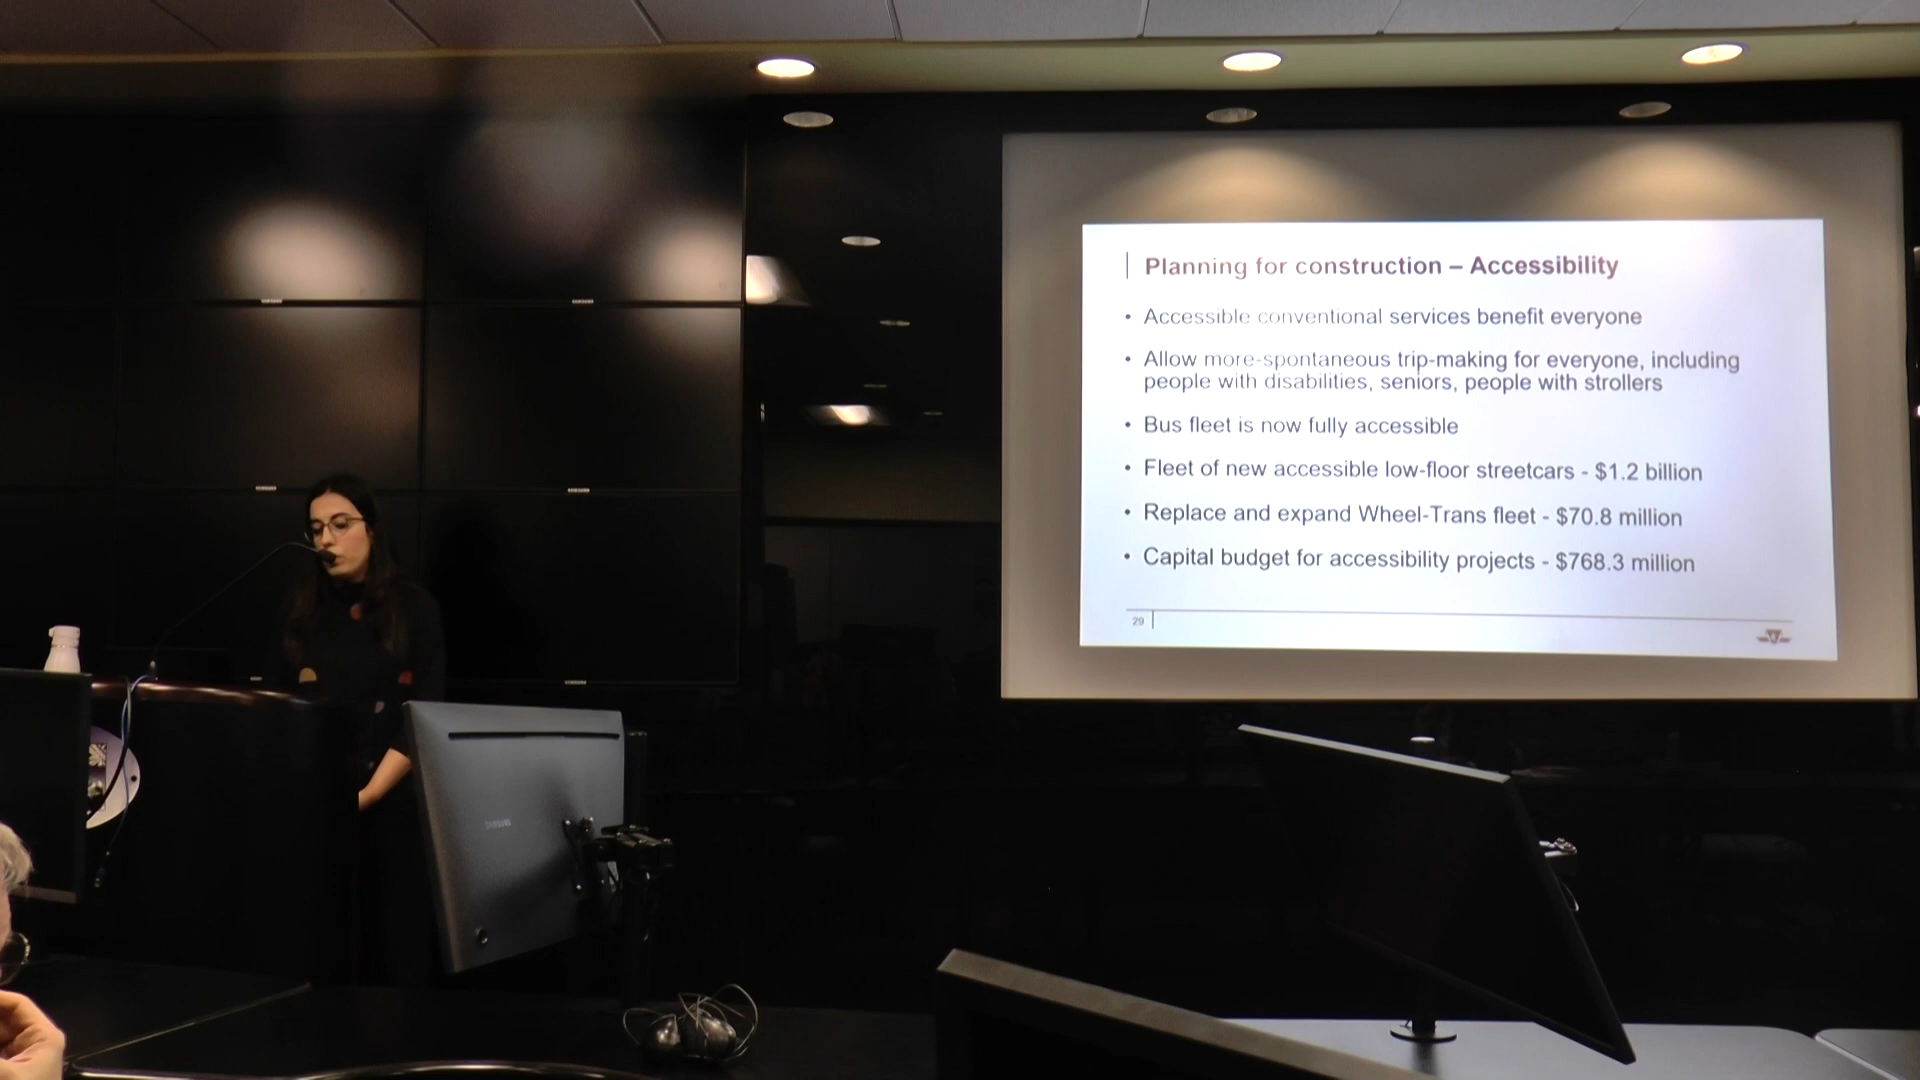 Planning for construction – Accessibility
• Accessible conventional services benefit everyone
• Allow more-spontaneous trip-making for everyone, including
people with disabilities, seniors, people with strollers
• Bus fleet is now fully accessible
• Fleet of new accessible low-floor streetcars - $1.2 billion
• Replace and expand Wheel-Trans fleet - $70.8 million
• Capital budget for accessibility projects - $768.3 million
29
SAMSUNG